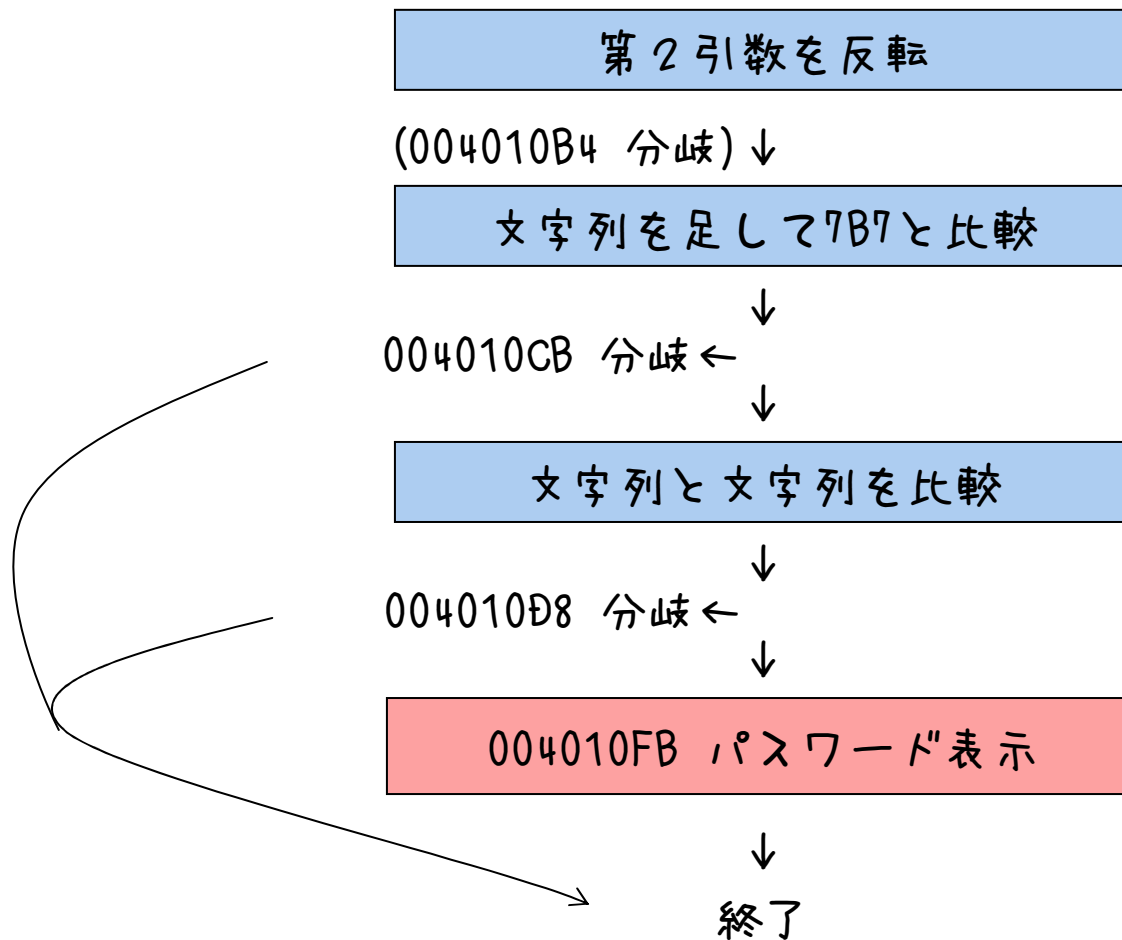 第2引数を反転
(004010B4 分岐)↓
文字列を足して7B7と比較
↓
004010CB 分岐←
↓
文字列と文字列を比較
↓
004010D8 分岐←
↓
004010FB パスワード表示
↓
終了